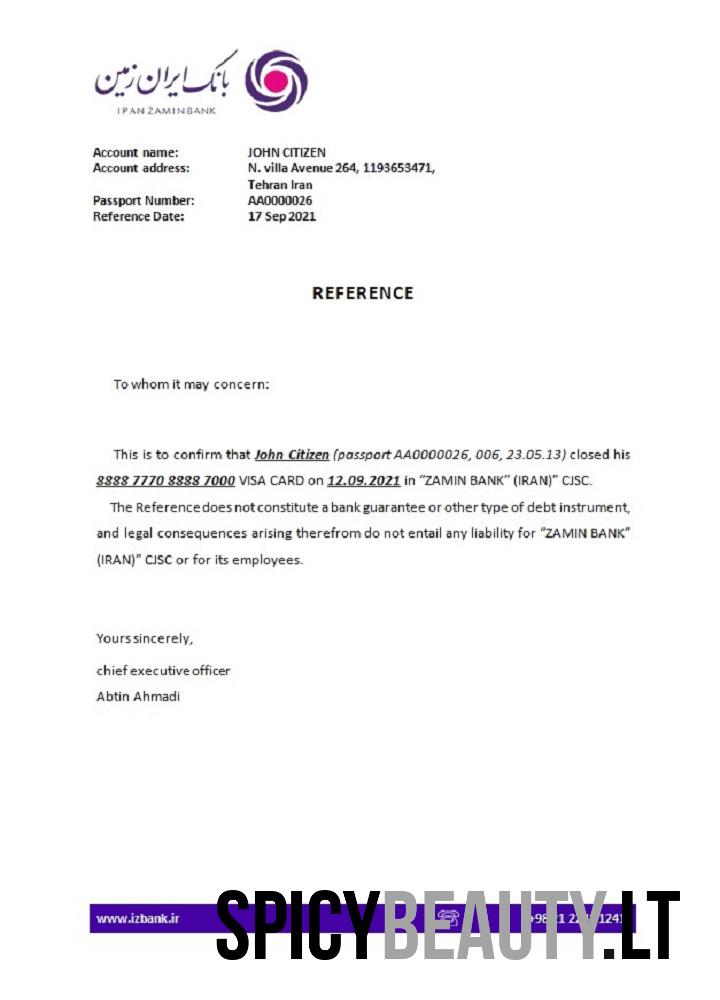 بانک ایران زمین
IRAN ZAMIN BANK
Account name: JOHN CITIZEN
Account address: N. villa Avenue 264, 1193653471,
Tehran Iran
Passport Number: AA0000026
Reference Date: 17 Sep 2021
REFERENCE
To whom it may concern:
This is to confirm that John Citizen (passport AA0000026, 006, 23.05.13) closed his
8888 7770 8888 7000 VISA CARD on 12.09.2021 in “ZAMIN BANK” (IRAN)” CJSC.
The Reference does not constitute a bank guarantee or other type of debt instrument,
and legal consequences arising therefrom do not entail any liability for “ZAMIN BANK”
(IRAN)” CJSC or for its employees.
Yours sincerely,
chief executive officer
Abtin Ahmadi
www.izbank.ir
SPICYBEAUTY.LT